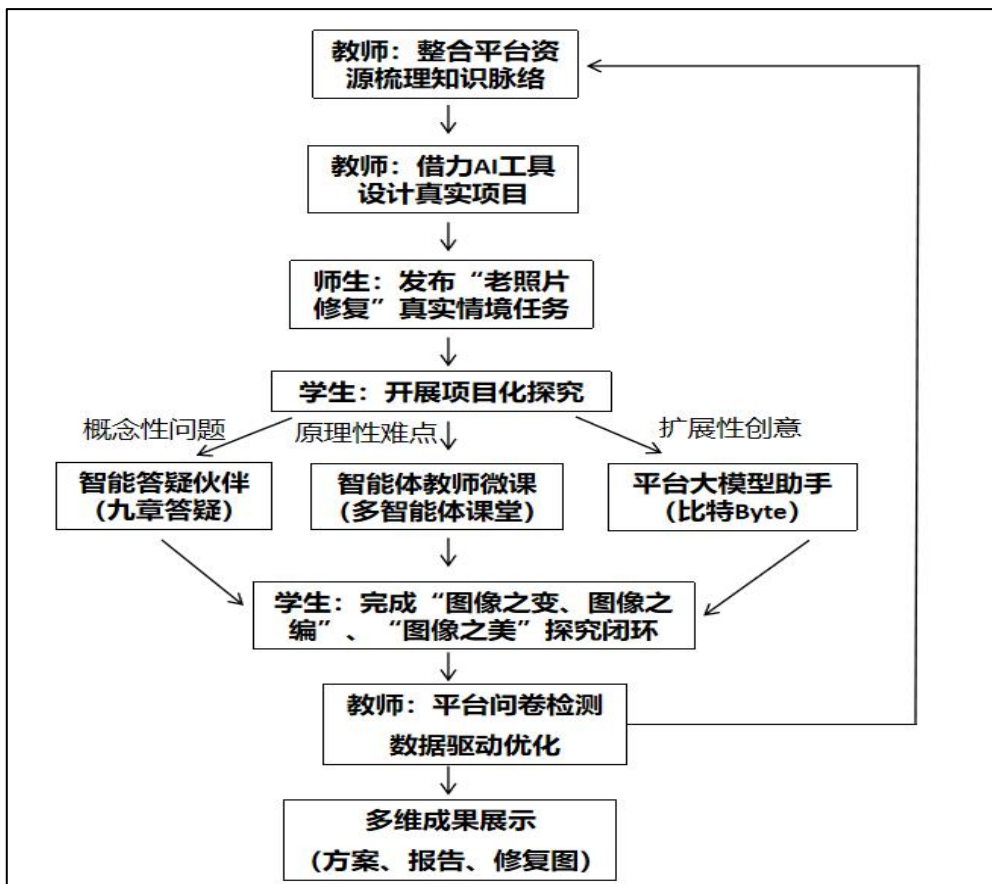 教师：整合平台资
源梳理知识脉络
教师：借力AI工具
设计真实项目
师生：发布“老照片
修复”真实情境任务
学生：开展项目化探究
概念性问题
原理性难点
扩展性创意
智能答疑伙伴
（九章答疑）
智能体教师微课
（多智能体课堂）
平台大模型助手
（比特Byte）
学生：完成“图像之变、图像之
编”、“图像之美”探究闭环
教师：平台问卷检测
数据驱动优化
多维成果展示
（方案、报告、修复图）